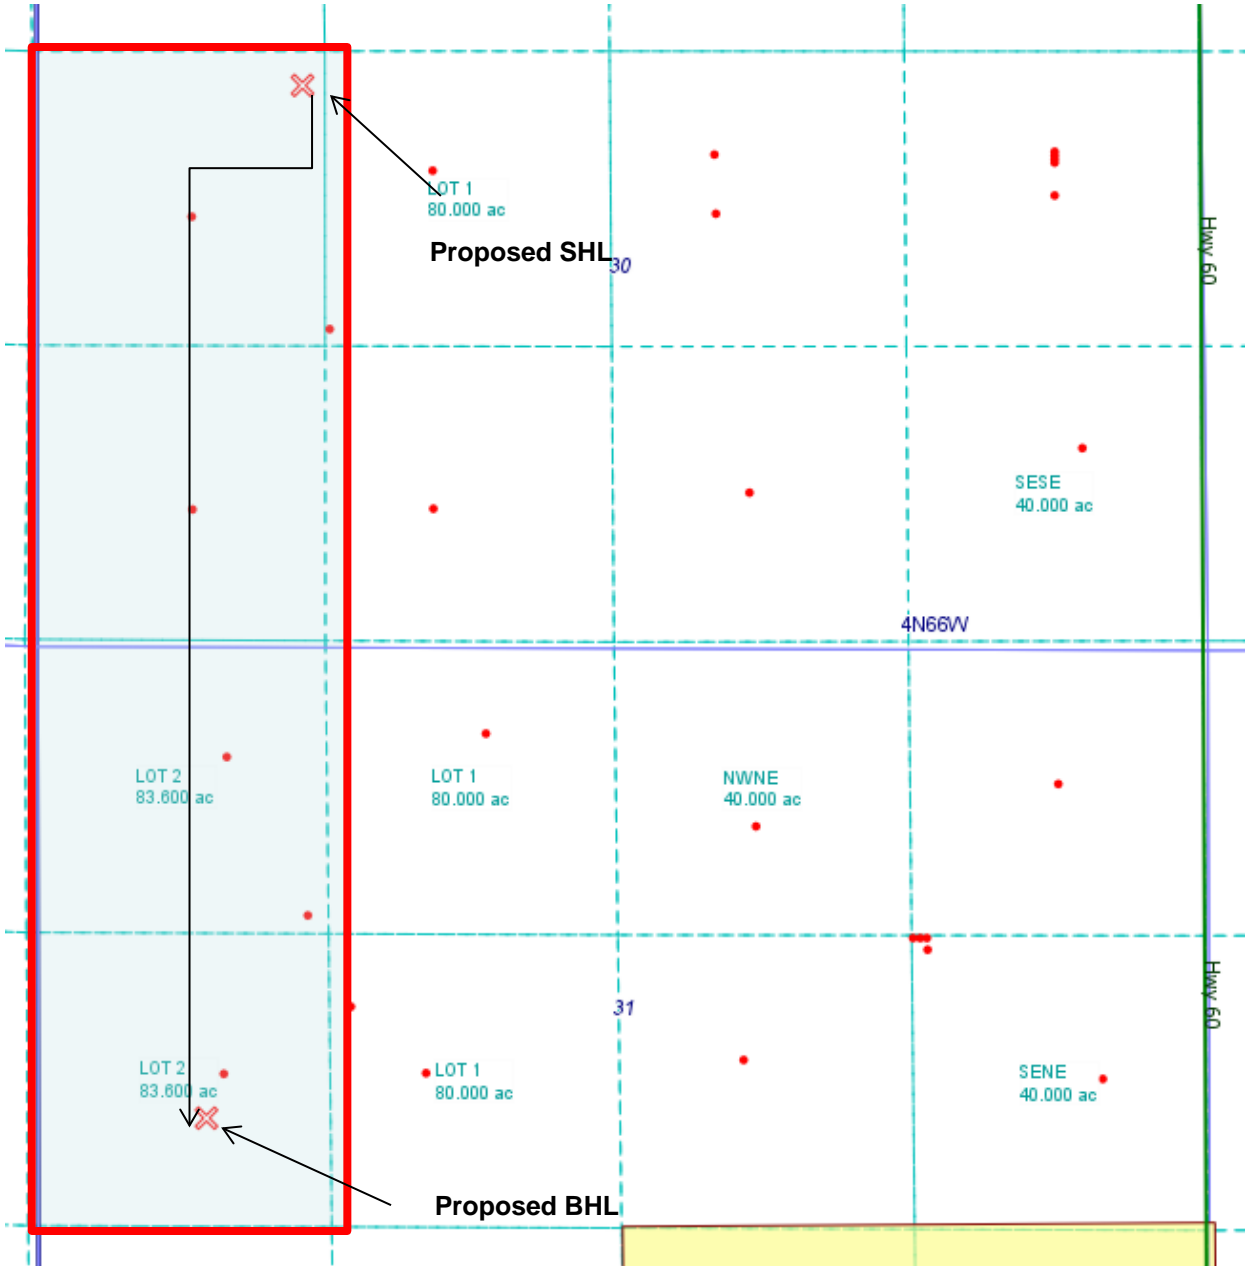 LOT 1
80.000 ac
Proposed SHL
30
Hwy 60
SESE
40.000 ac
4N66W
LOT 2
83.600 ac
LOT 1
80.000 ac
NWNE
40.000 ac
31
Hwy 60
LOT 2
83.600 ac
LOT 1
80.000 ac
SENE
40.000 ac
Proposed BHL